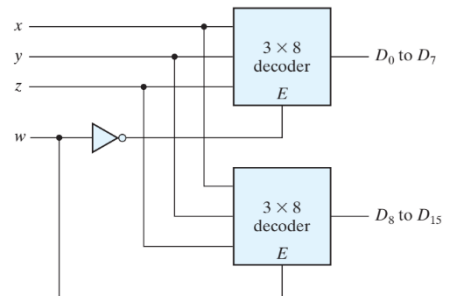 x
y
z
w
3 × 8
decoder
E
D₀ to D₇
3 × 8
decoder
E
D₈ to D₁₅